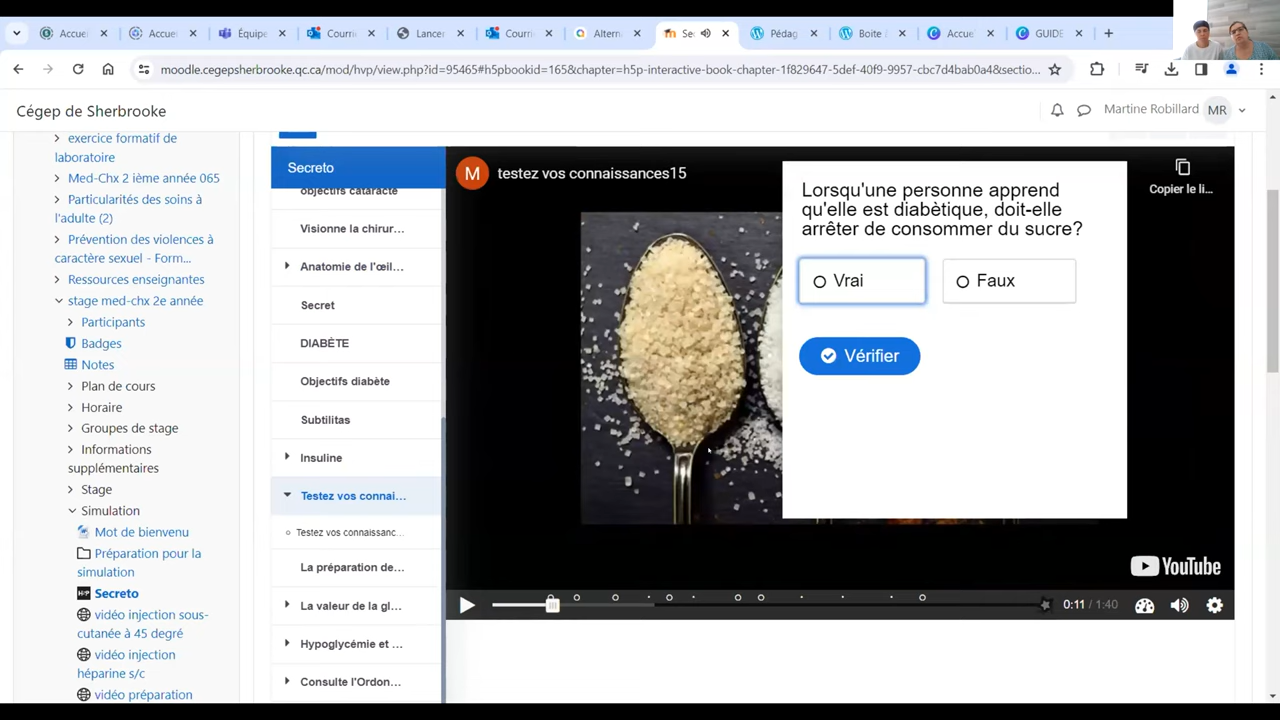 Accuei
Accuei
Équipe
Courri
Lancer
Courri
Altern
Sec
Pédag
Boite
Accue
GUIDE
moodle.cegepsherbrooke.qc.ca/mod/hvp/view.php?id=95465#h5pbookid=163&chapter=h5p-interactive-book-chapter-1f829647-5def-40f9-9957-cbc7d4bab0a4&sectio...
Cégep de Sherbrooke
Martine Robillard
MR
exercice formatif de
laboratoire
Med-Chx 2 ième année 065
Particularités des soins à
l'adulte (2)
Prévention des violences à
caractère sexuel - Form...
Ressources enseignantes
stage med-chx 2e année
Participants
Badges
Notes
Plan de cours
Horaire
Groupes de stage
Informations
supplémentaires
Stage
Simulation
Mot de bienvenu
Préparation pour la
simulation
H-P Secreto
vidéo injection sous-
cutanée à 45 degré
vidéo injection
héparine s/c
vidéo préparation
Secreto
objectifs cataracte
Visionne la chirur...
Anatomie de l'œil...
Secret
DIABÈTE
Objectifs diabète
Subtilitas
Insuline
Testez vos connai...
Testez vos connaissanc...
La préparation de...
La valeur de la gl...
Hypoglycémie et ...
Consulte l'Ordon...
M
testez vos connaissances15
Copier le li...
Lorsqu'une personne apprend
qu'elle est diabètique, doit-elle
arrêter de consommer du sucre?
Vrai
Faux
Vérifier
YouTube
0:11 / 1:40